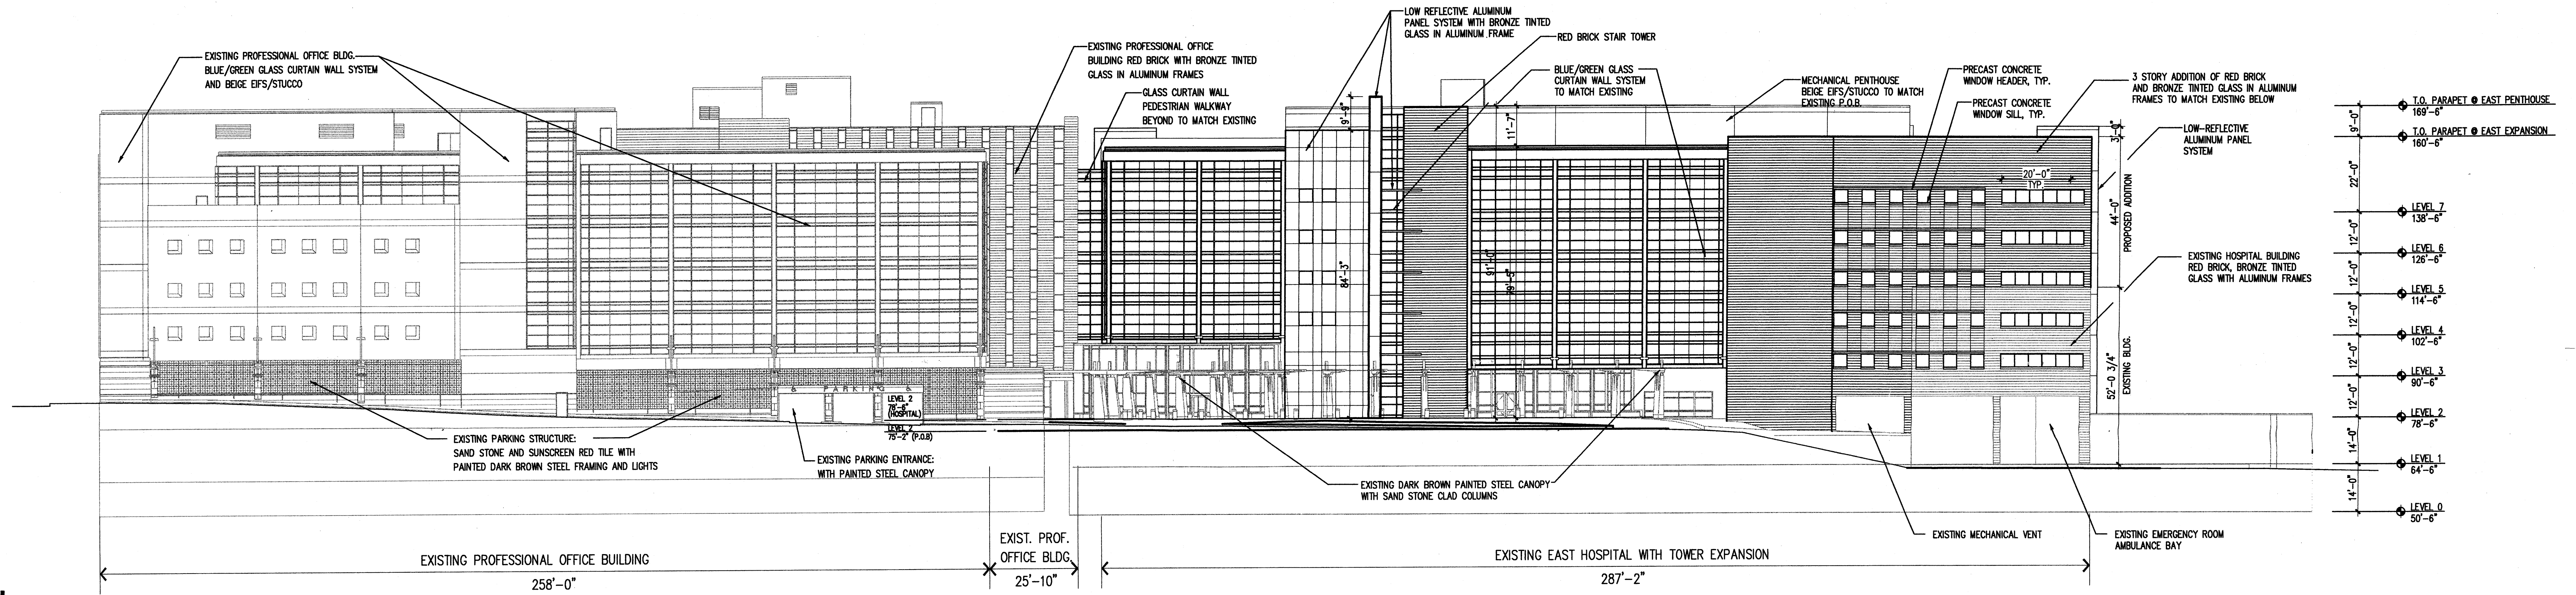 EXISTING PROFESSIONAL OFFICE BLDG.
BLUE/GREEN GLASS CURTAIN WALL SYSTEM
AND BEIGE EIFS/STUCCO
EXISTING PROFESSIONAL OFFICE
BUILDING RED BRICK WITH BRONZE TINTED
GLASS IN ALUMINUM FRAMES
GLASS CURTAIN WALL
PEDESTRIAN WALKWAY
BEYOND TO MATCH EXISTING
LOW REFLECTIVE ALUMINUM
PANEL SYSTEM WITH BRONZE TINTED
GLASS IN ALUMINUM FRAME
RED BRICK STAIR TOWER
BLUE/GREEN GLASS
CURTAIN WALL SYSTEM
TO MATCH EXISTING
MECHANICAL PENTHOUSE
BEIGE EIFS/STUCCO TO MATCH
EXISTING P.O.B.
PRECAST CONCRETE
WINDOW HEADER, TYP.
PRECAST CONCRETE
WINDOW SILL, TYP.
3 STORY ADDITION OF RED BRICK
AND BRONZE TINTED GLASS IN ALUMINUM
FRAMES TO MATCH EXISTING BELOW
LOW-REFLECTIVE
ALUMINUM PANEL
SYSTEM
EXISTING HOSPITAL BUILDING
RED BRICK, BRONZE TINTED
GLASS WITH ALUMINUM FRAMES
9'-9"
84'-3"
91'-0"
79'-5"
11'-7"
20'-0"
TYP.
3'-0"
44'-0"
PROPOSED ADDITION
52'-0 3/4"
EXISTING BLDG.
9'-0"
22'-0"
12'-0"
12'-0"
12'-0"
12'-0"
12'-0"
14'-0"
14'-0"
T.O. PARAPET @ EAST PENTHOUSE
169'-6"
T.O. PARAPET @ EAST EXPANSION
160'-6"
LEVEL 7
138'-6"
LEVEL 6
126'-6"
LEVEL 5
114'-6"
LEVEL 4
102'-6"
LEVEL 3
90'-6"
LEVEL 2
78'-6"
LEVEL 1
64'-6"
LEVEL 0
50'-6"
& PARKING &
LEVEL 2
78'-6"
(HOSPITAL)
LEVEL 2
75'-2" (P.O.B)
EXISTING PARKING STRUCTURE:
SAND STONE AND SUNSCREEN RED TILE WITH
PAINTED DARK BROWN STEEL FRAMING AND LIGHTS
EXISTING PARKING ENTRANCE:
WITH PAINTED STEEL CANOPY
EXISTING DARK BROWN PAINTED STEEL CANOPY
WITH SAND STONE CLAD COLUMNS
EXISTING MECHANICAL VENT
EXISTING EMERGENCY ROOM
AMBULANCE BAY
EXISTING PROFESSIONAL OFFICE BUILDING
258'-0"
EXIST. PROF.
OFFICE BLDG.
25'-10"
EXISTING EAST HOSPITAL WITH TOWER EXPANSION
287'-2"